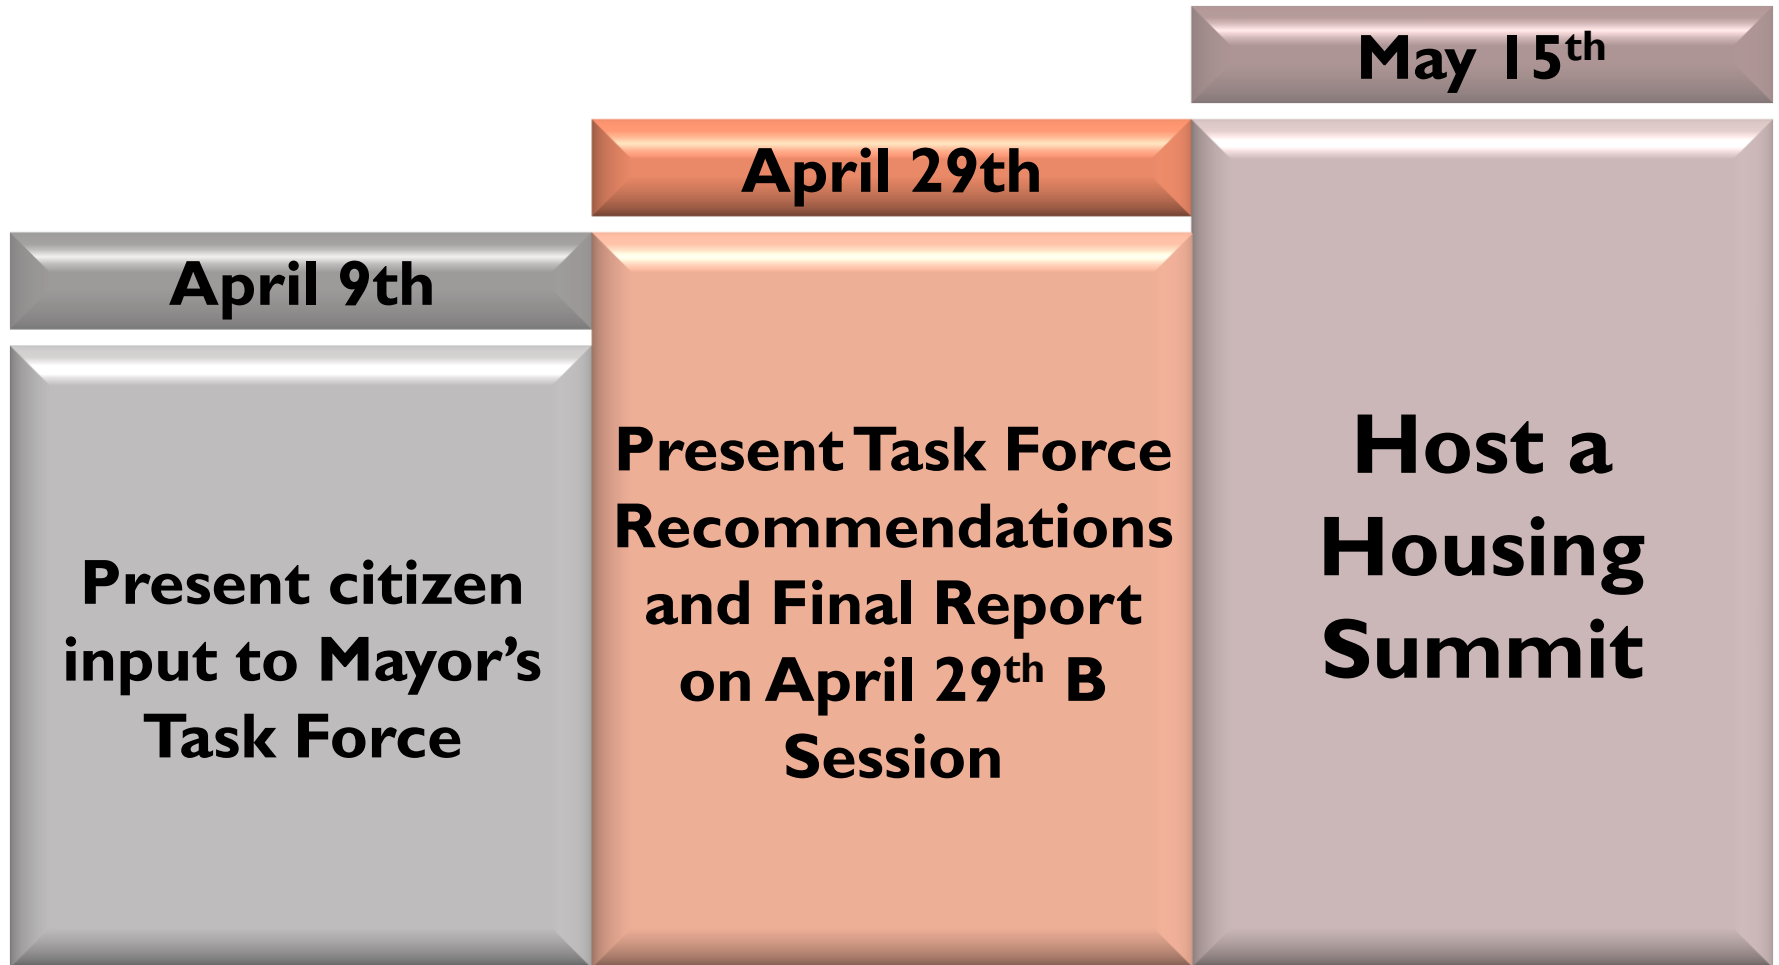 April 9th
Present citizen
input to Mayor’s
Task Force
April 29th
Present Task Force
Recommendations
and Final Report
on April 29th B
Session
May 15th
Host a
Housing
Summit